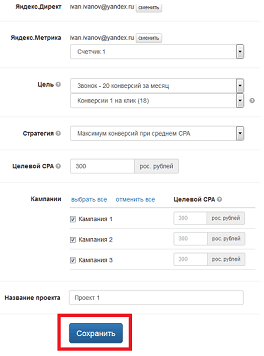 Яндекс.Директ ivan.ivanov@yandex.ru сменить
Яндекс.Метрика ivan.ivanov@yandex.ru сменить
Счетчик 1
Цель Звонок - 20 конверсий за месяц
Конверсии 1 на клик (18)
Стратегия Максимум конверсий при среднем CPA
Целевой CPA 300 рос. рублей
Кампании выбрать все отменить все Целевой CPA
Кампания 1 300 рос. рублей
Кампания 2 300 рос. рублей
Кампания 3 300 рос. рублей
Название проекта Проект 1
Сохранить